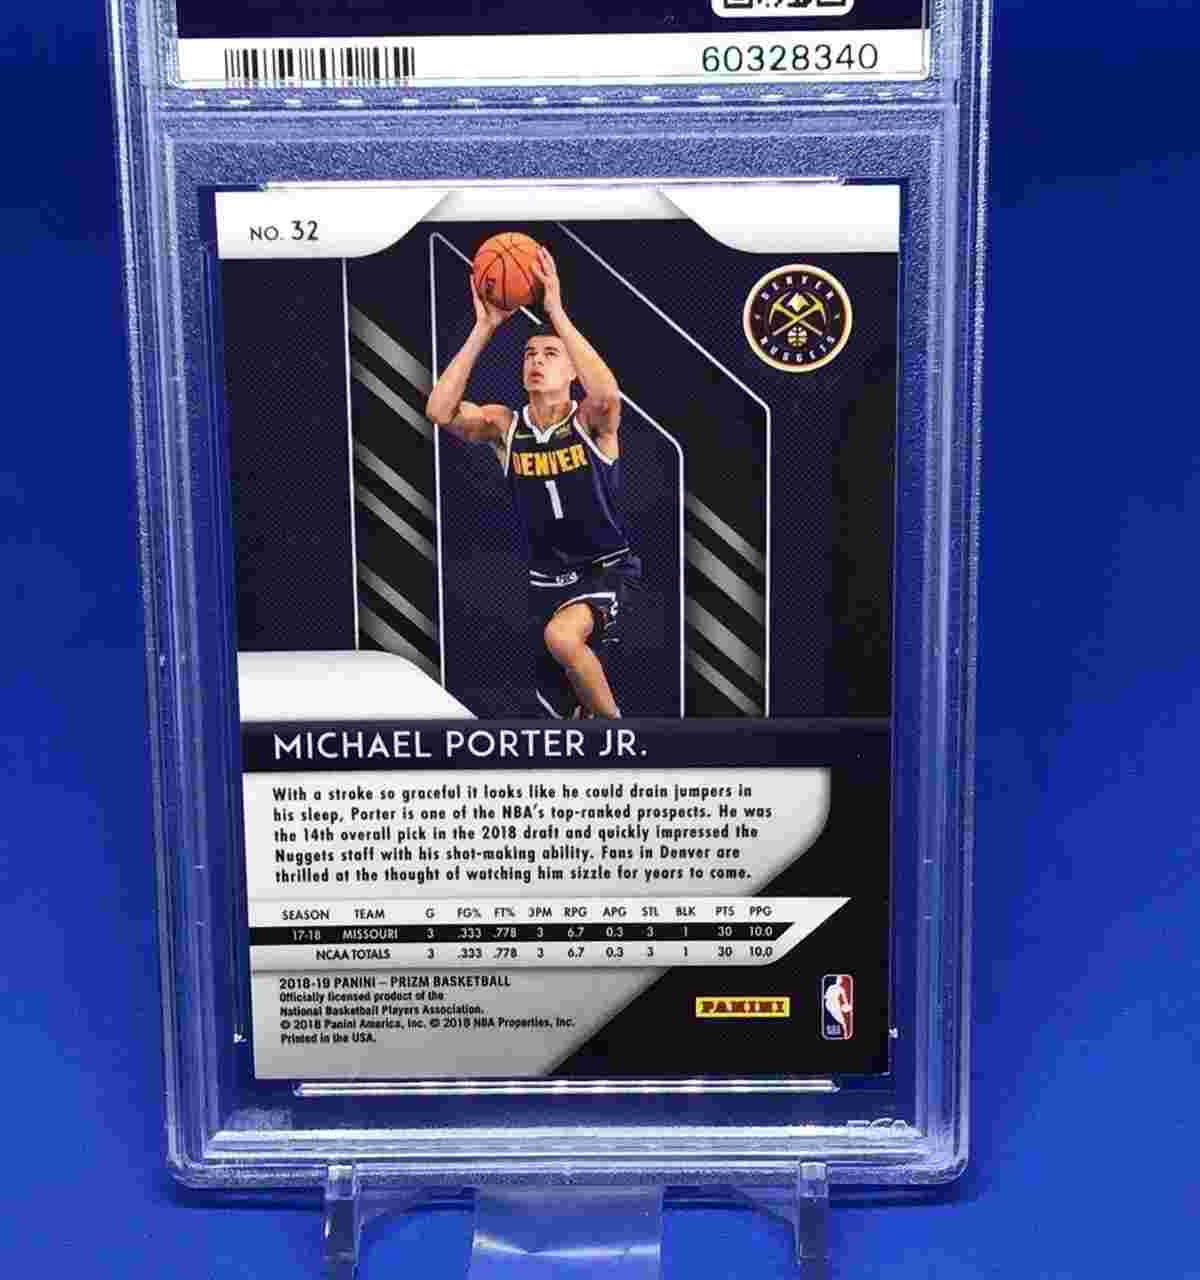 60328340
NO. 32
DENVER
NUGGETS
DENVER
1
MICHAEL PORTER JR.
With a stroke so graceful it looks like he could drain jumpers in
his sleep, Porter is one of the NBA's top-ranked prospects. He was
the 14th overall pick in the 2018 draft and quickly impressed the
Nuggets staff with his shot-making ability. Fans in Denver are
thrilled at the thought of watching him sizzle for years to come.
SEASON TEAM G FG% FT% 3PM RPG APG STL BLK PTS PPG
17-18 MISSOURI 3 .333 .778 3 6.7 0.3 3 1 30 10.0
NCAA TOTALS 3 .333 .778 3 6.7 0.3 3 1 30 10.0
2018-19 PANINI – PRIZM BASKETBALL
Officially licensed product of the
National Basketball Players Association.
© 2018 Panini America, Inc. © 2018 NBA Properties, Inc.
Printed in the USA.
PANINI
NBA
PSA